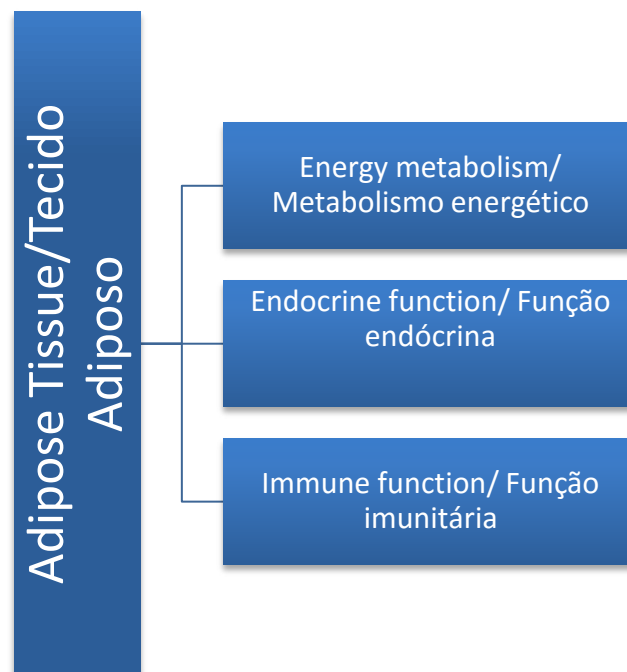 Adipose Tissue/Tecido
Adiposo
Energy metabolism/
Metabolismo energético
Endocrine function/ Função
endócrina
Immune function/ Função
imunitária